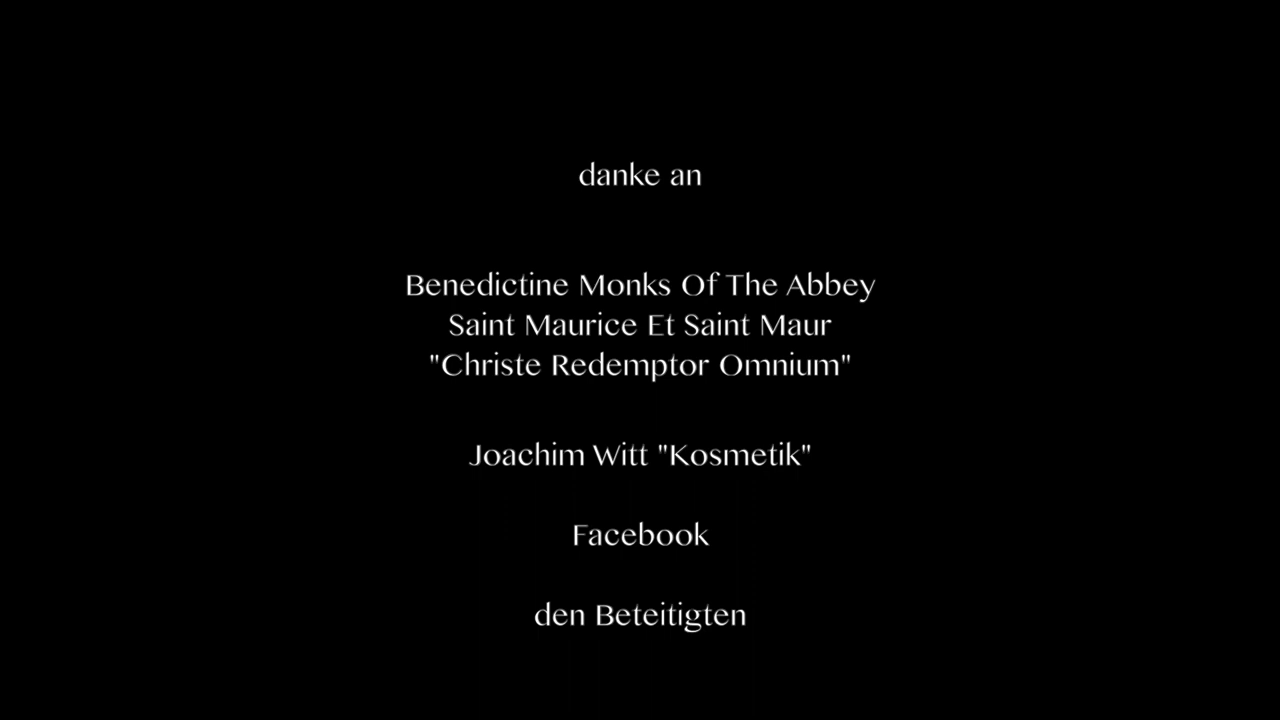 danke an
Benedictine Monks Of The Abbey
Saint Maurice Et Saint Maur
"Christe Redemptor Omnium"
Joachim Witt "Kosmetik"
Facebook
den Beteitigten